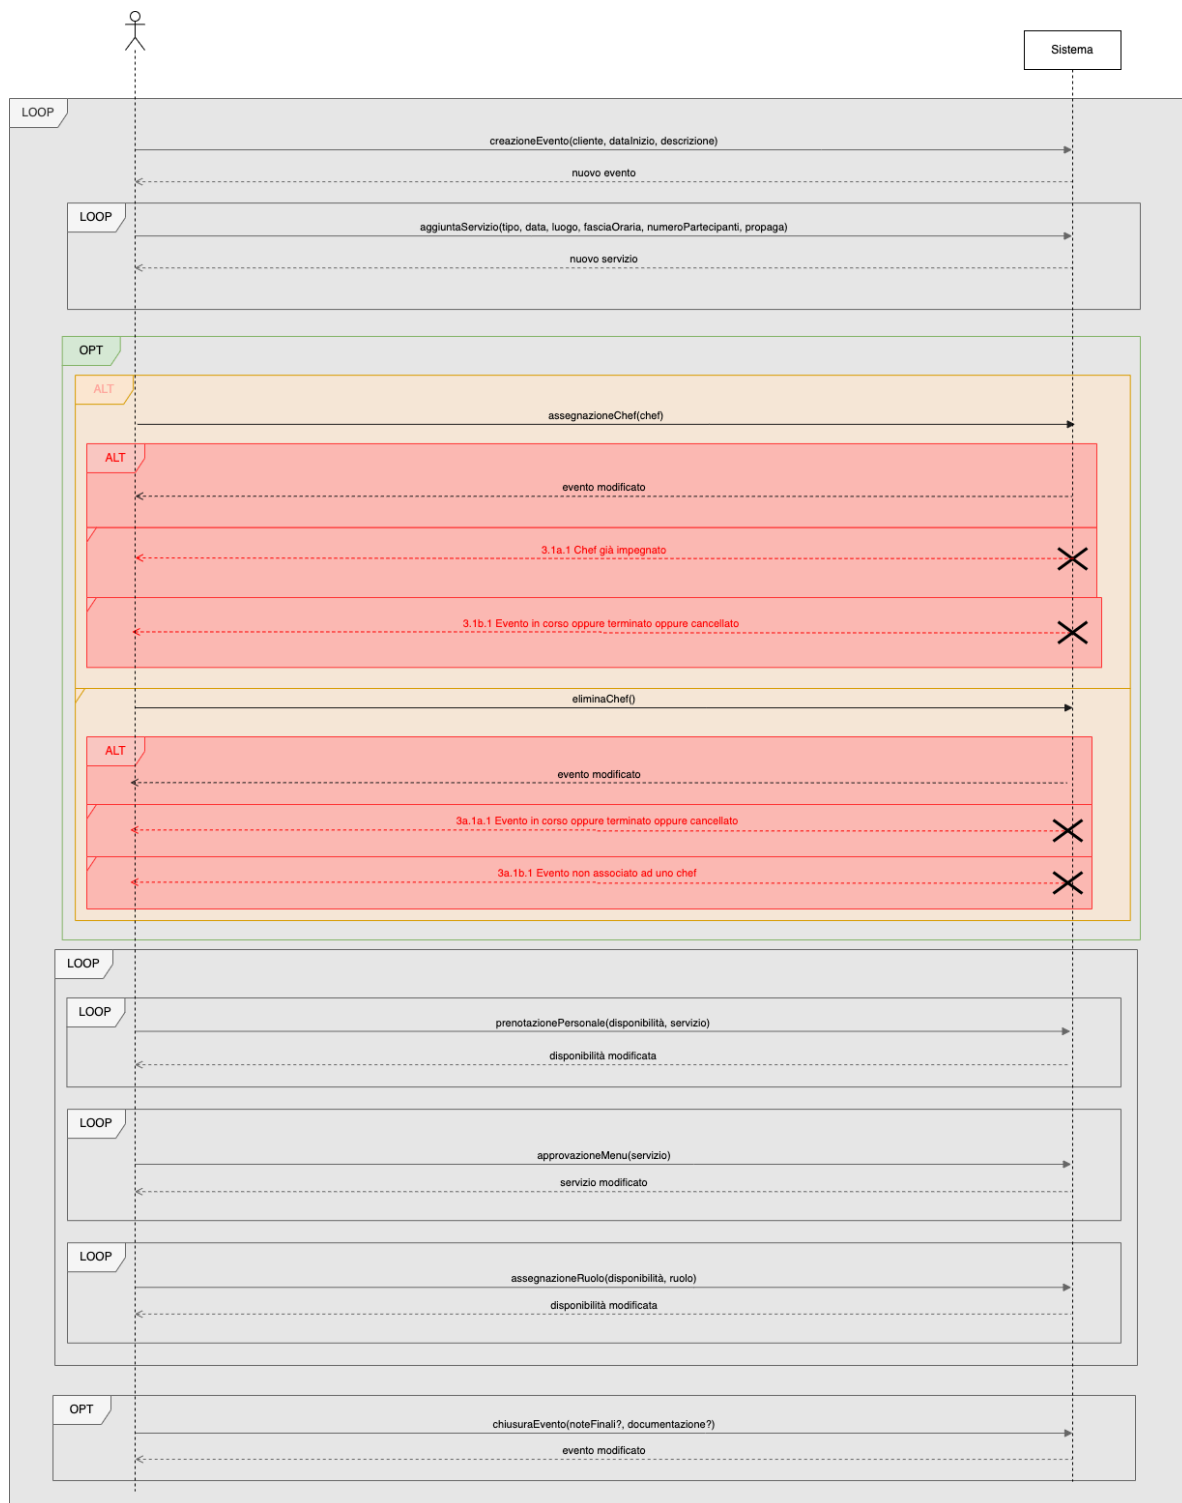 Sistema
LOOP
creazioneEvento(cliente, dataInizio, descrizione)
nuovo evento
LOOP
aggiuntaServizio(tipo, data, luogo, fasciaOraria, numeroPartecipanti, propaga)
nuovo servizio
OPT
ALT
assegnazioneChef(chef)
ALT
evento modificato
3.1a.1 Chef già impegnato
3.1b.1 Evento in corso oppure terminato oppure cancellato
eliminaChef()
ALT
evento modificato
3a.1a.1 Evento in corso oppure terminato oppure cancellato
3a.1b.1 Evento non associato ad uno chef
LOOP
LOOP
prenotazionePersonale(disponibilità, servizio)
disponibilità modificata
LOOP
approvazioneMenu(servizio)
servizio modificato
LOOP
assegnazioneRuolo(disponibilità, ruolo)
disponibilità modificata
OPT
chiusuraEvento(noteFinali?, documentazione?)
evento modificato